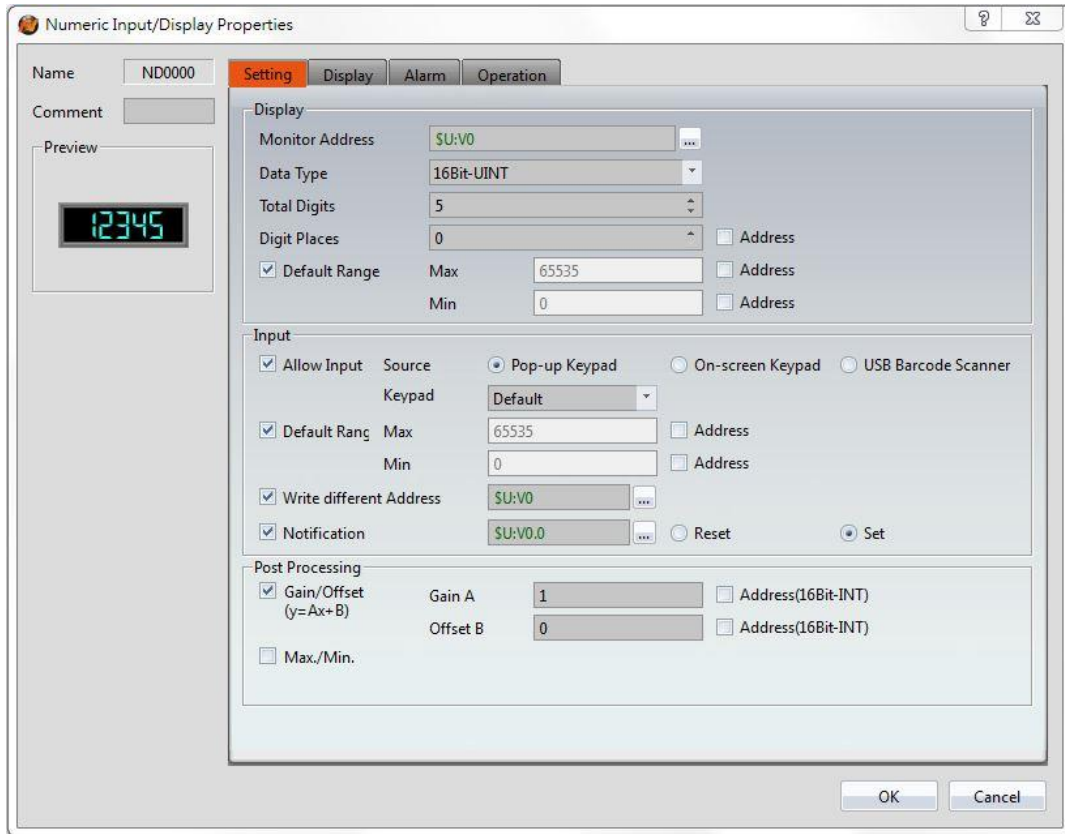 Numeric Input/Display Properties
Name ND0000
Comment
Preview
12345
Setting Display Alarm Operation
Display
Monitor Address $U:V0 ...
Data Type 16Bit-UINT
Total Digits 5
Digit Places 0 Address
Default Range Max 65535 Address
Min 0 Address
Input
Allow Input Source Pop-up Keypad On-screen Keypad USB Barcode Scanner
Keypad Default
Default Rang Max 65535 Address
Min 0 Address
Write different Address $U:V0 ...
Notification $U:V0.0 ... Reset Set
Post Processing
Gain/Offset Gain A 1 Address(16Bit-INT)
(y=Ax+B)
Offset B 0 Address(16Bit-INT)
Max./Min.
OK Cancel